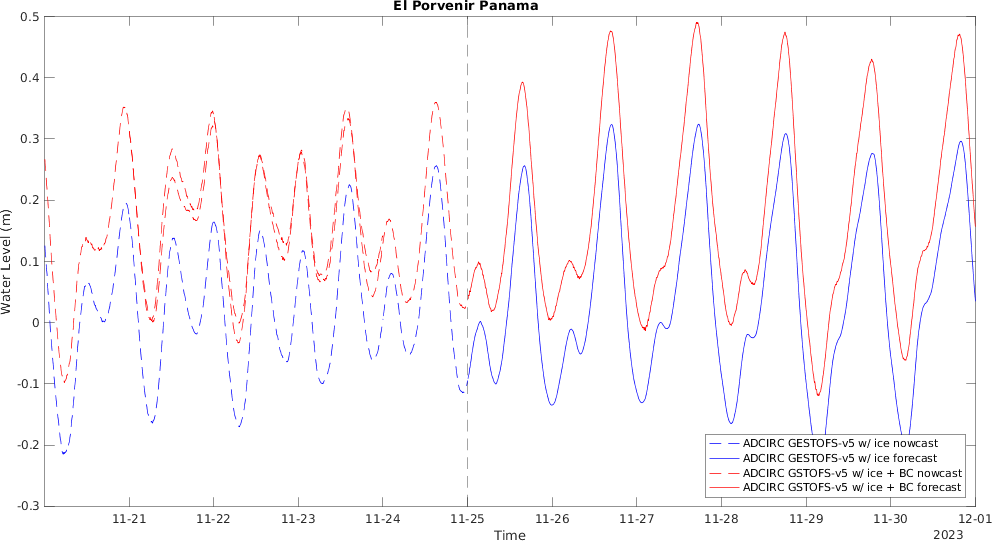 El Porvenir Panama
0.5
0.4
0.3
0.2
0.1
0
-0.1
-0.2
-0.3
Water Level (m)
ADCIRC GESTOFS-v5 w/ ice nowcast
ADCIRC GESTOFS-v5 w/ ice forecast
ADCIRC GSTOFS-v5 w/ ice + BC nowcast
ADCIRC GSTOFS-v5 w/ ice + BC forecast
11-21 11-22 11-23 11-24 11-25 11-26 11-27 11-28 11-29 11-30 12-01
Time
2023